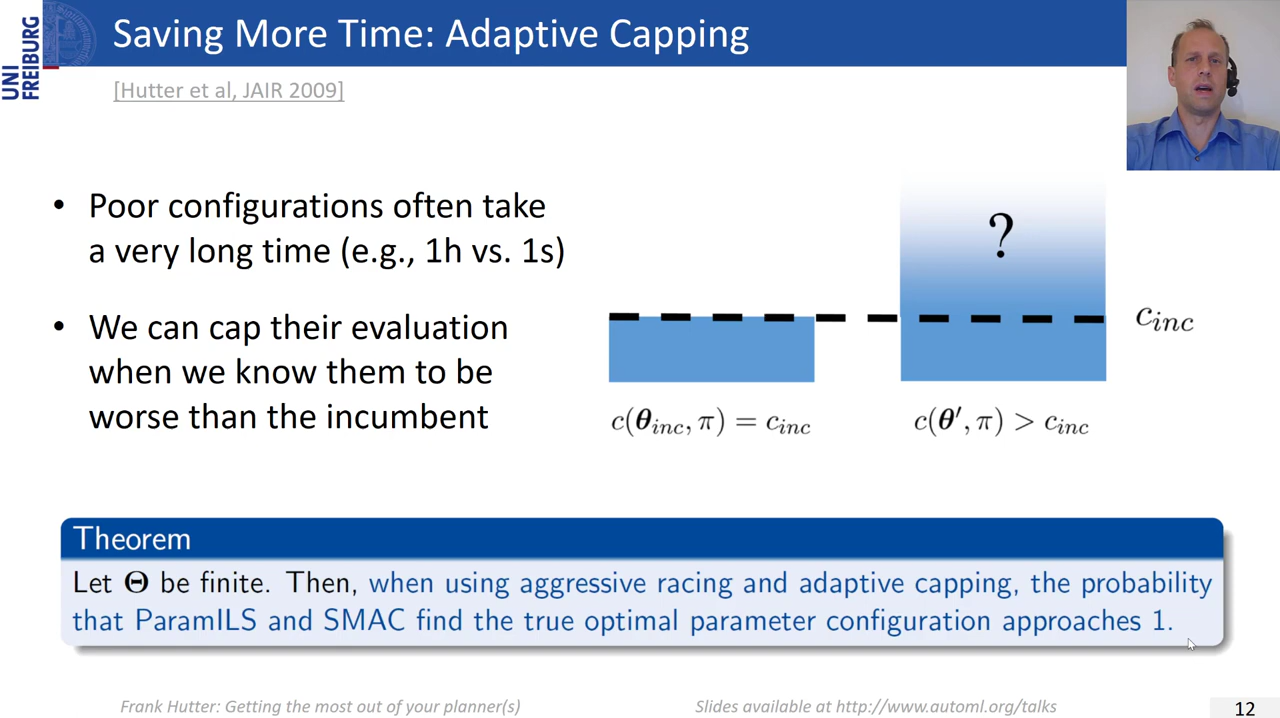 Saving More Time: Adaptive Capping
UNI
FREIBURG
[Hutter et al, JAIR 2009]
• Poor configurations often take
a very long time (e.g., 1h vs. 1s)
• We can cap their evaluation
when we know them to be
worse than the incumbent
?
c_inc
c(θ_inc, π) = c_inc
c(θ′, π) > c_inc
Theorem
Let Θ be finite. Then, when using aggressive racing and adaptive capping, the probability
that ParamILS and SMAC find the true optimal parameter configuration approaches 1.
Frank Hutter: Getting the most out of your planner(s)
Slides available at http://www.automl.org/talks
12